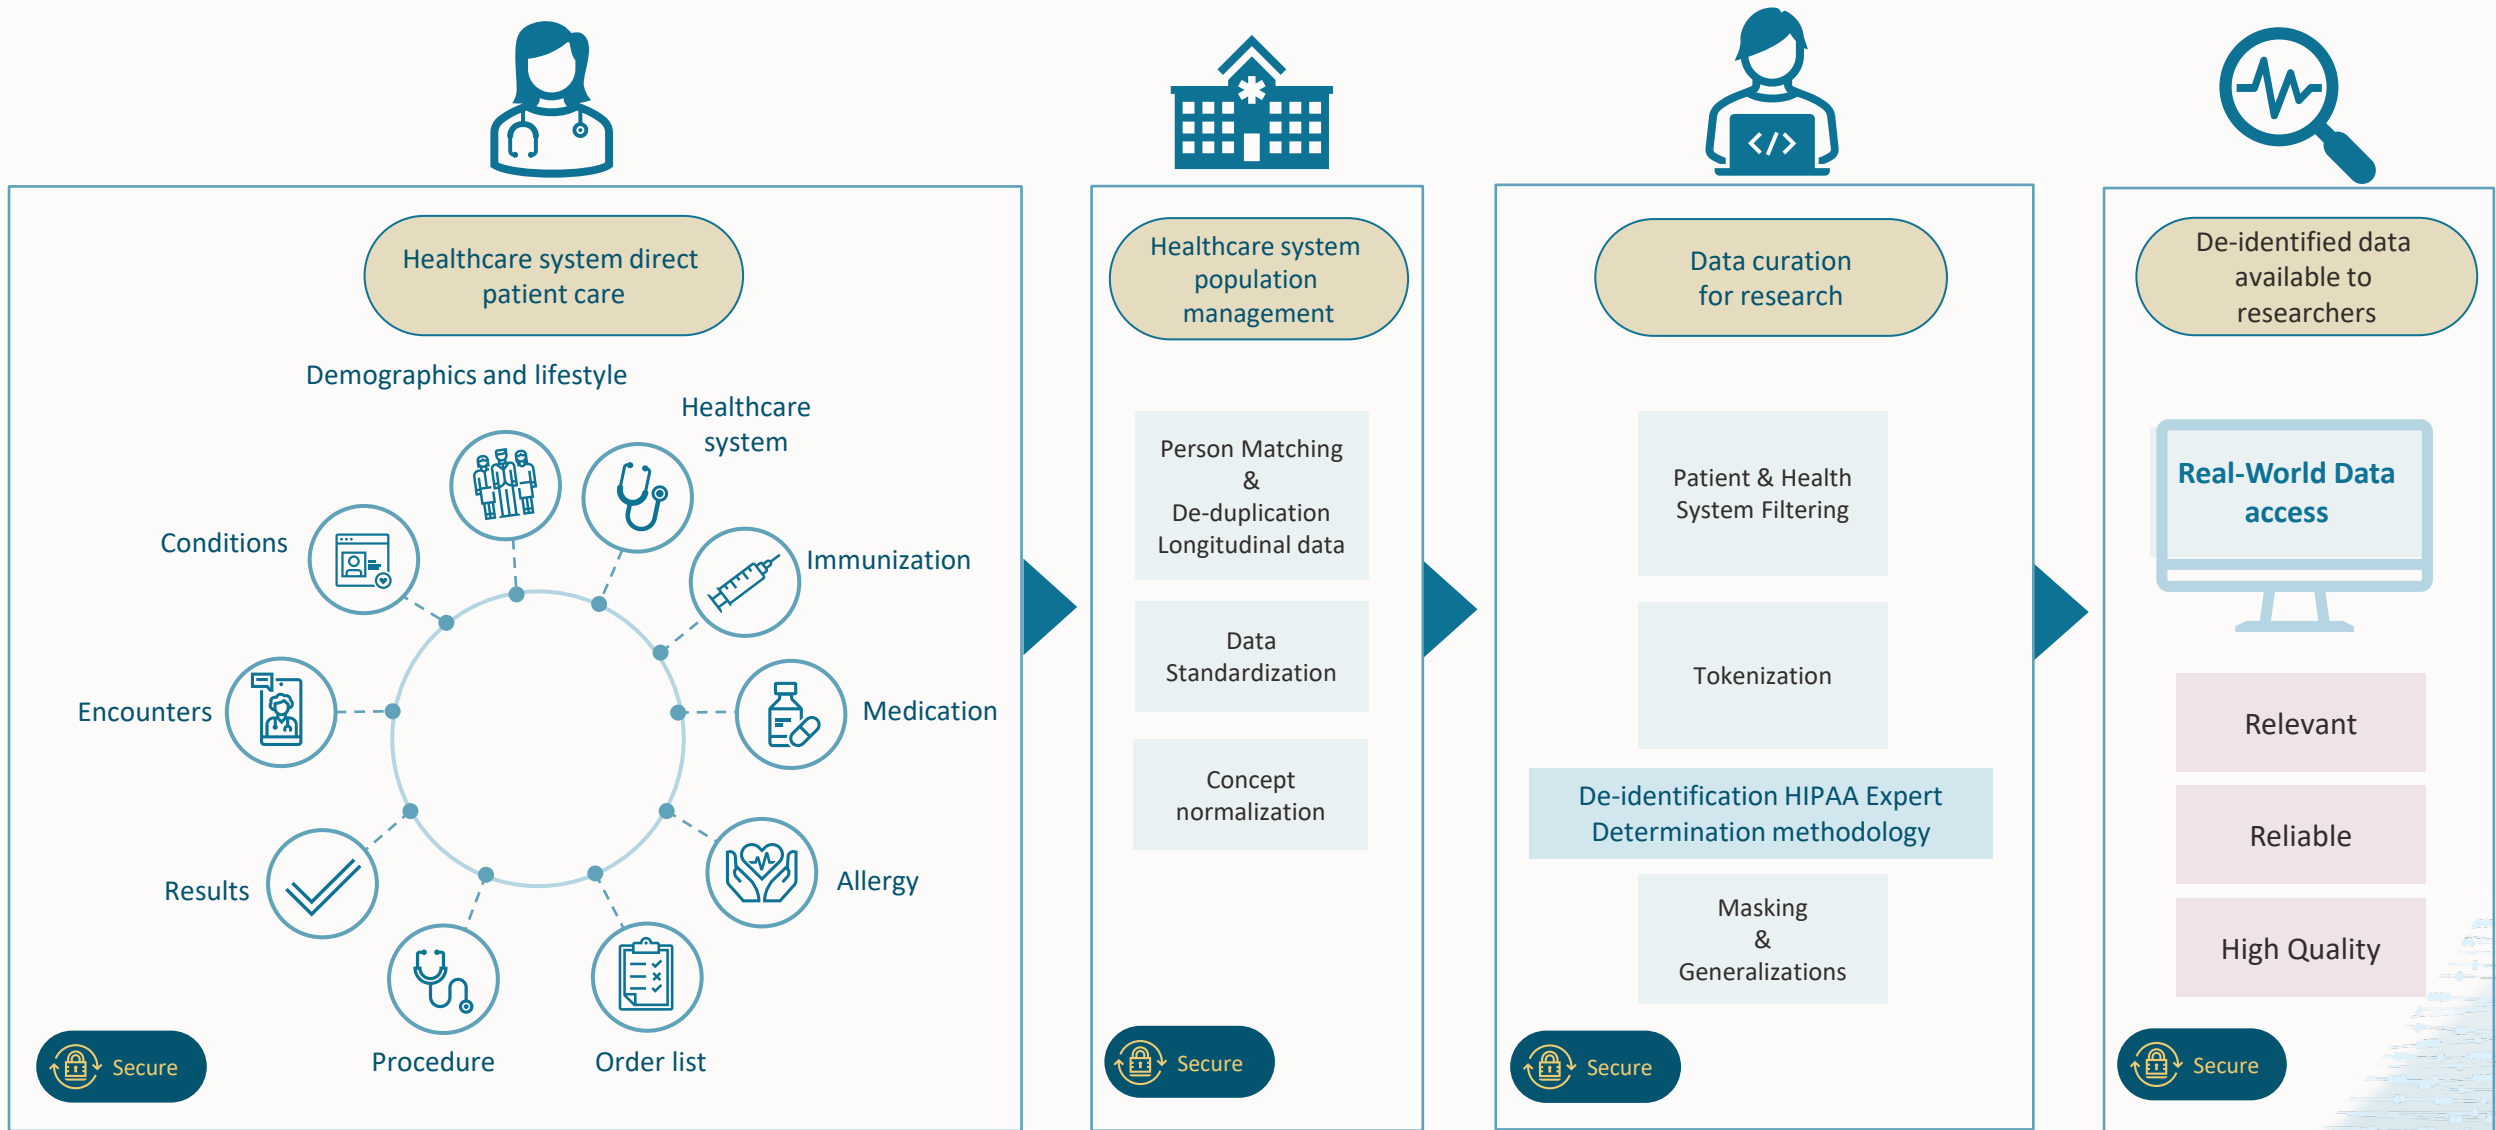 Healthcare system direct
patient care
Demographics and lifestyle
Healthcare
system
Conditions
Immunization
Encounters
Medication
Results
Allergy
Procedure
Order list
Secure
Healthcare system
population
management
Person Matching
&
De-duplication
Longitudinal data
Data
Standardization
Concept
normalization
Secure
</>
Data curation
for research
Patient & Health
System Filtering
Tokenization
De-identification HIPAA Expert
Determination methodology
Masking
&
Generalizations
Secure
De-identified data
available to
researchers
Real-World Data
access
Relevant
Reliable
High Quality
Secure